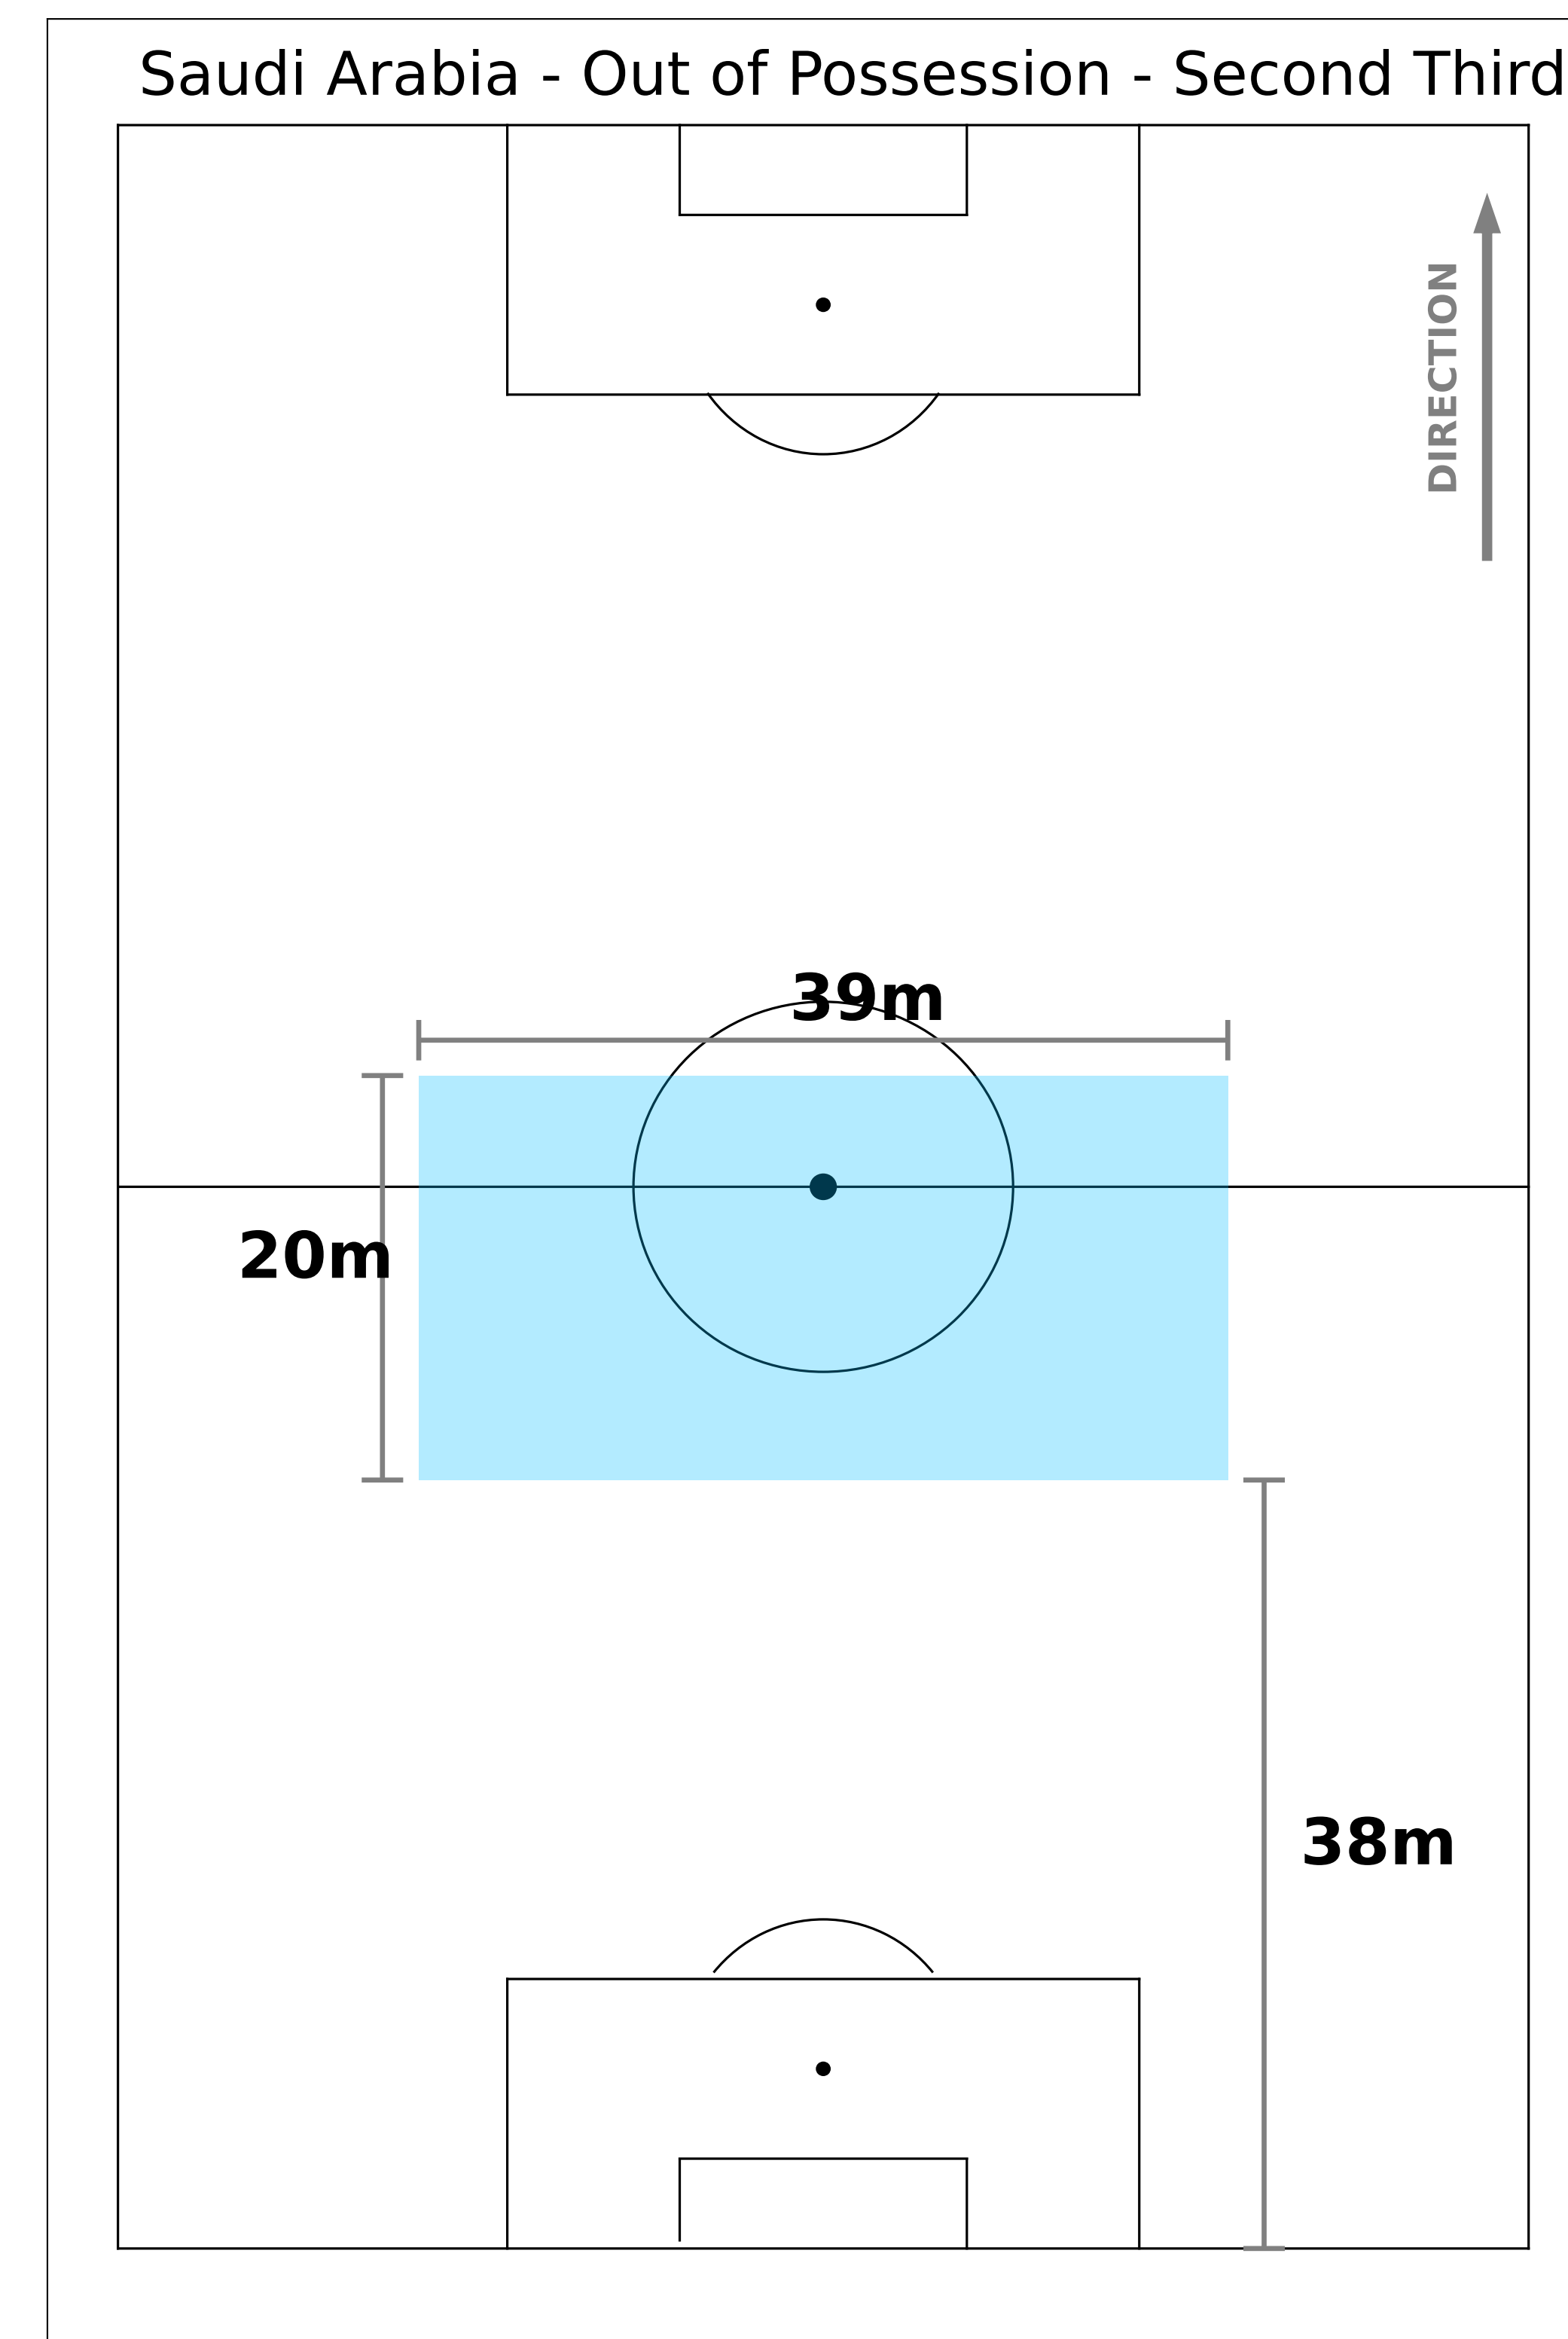 Saudi Arabia - Out of Possession - Second Third
DIRECTION
39m
20m
38m